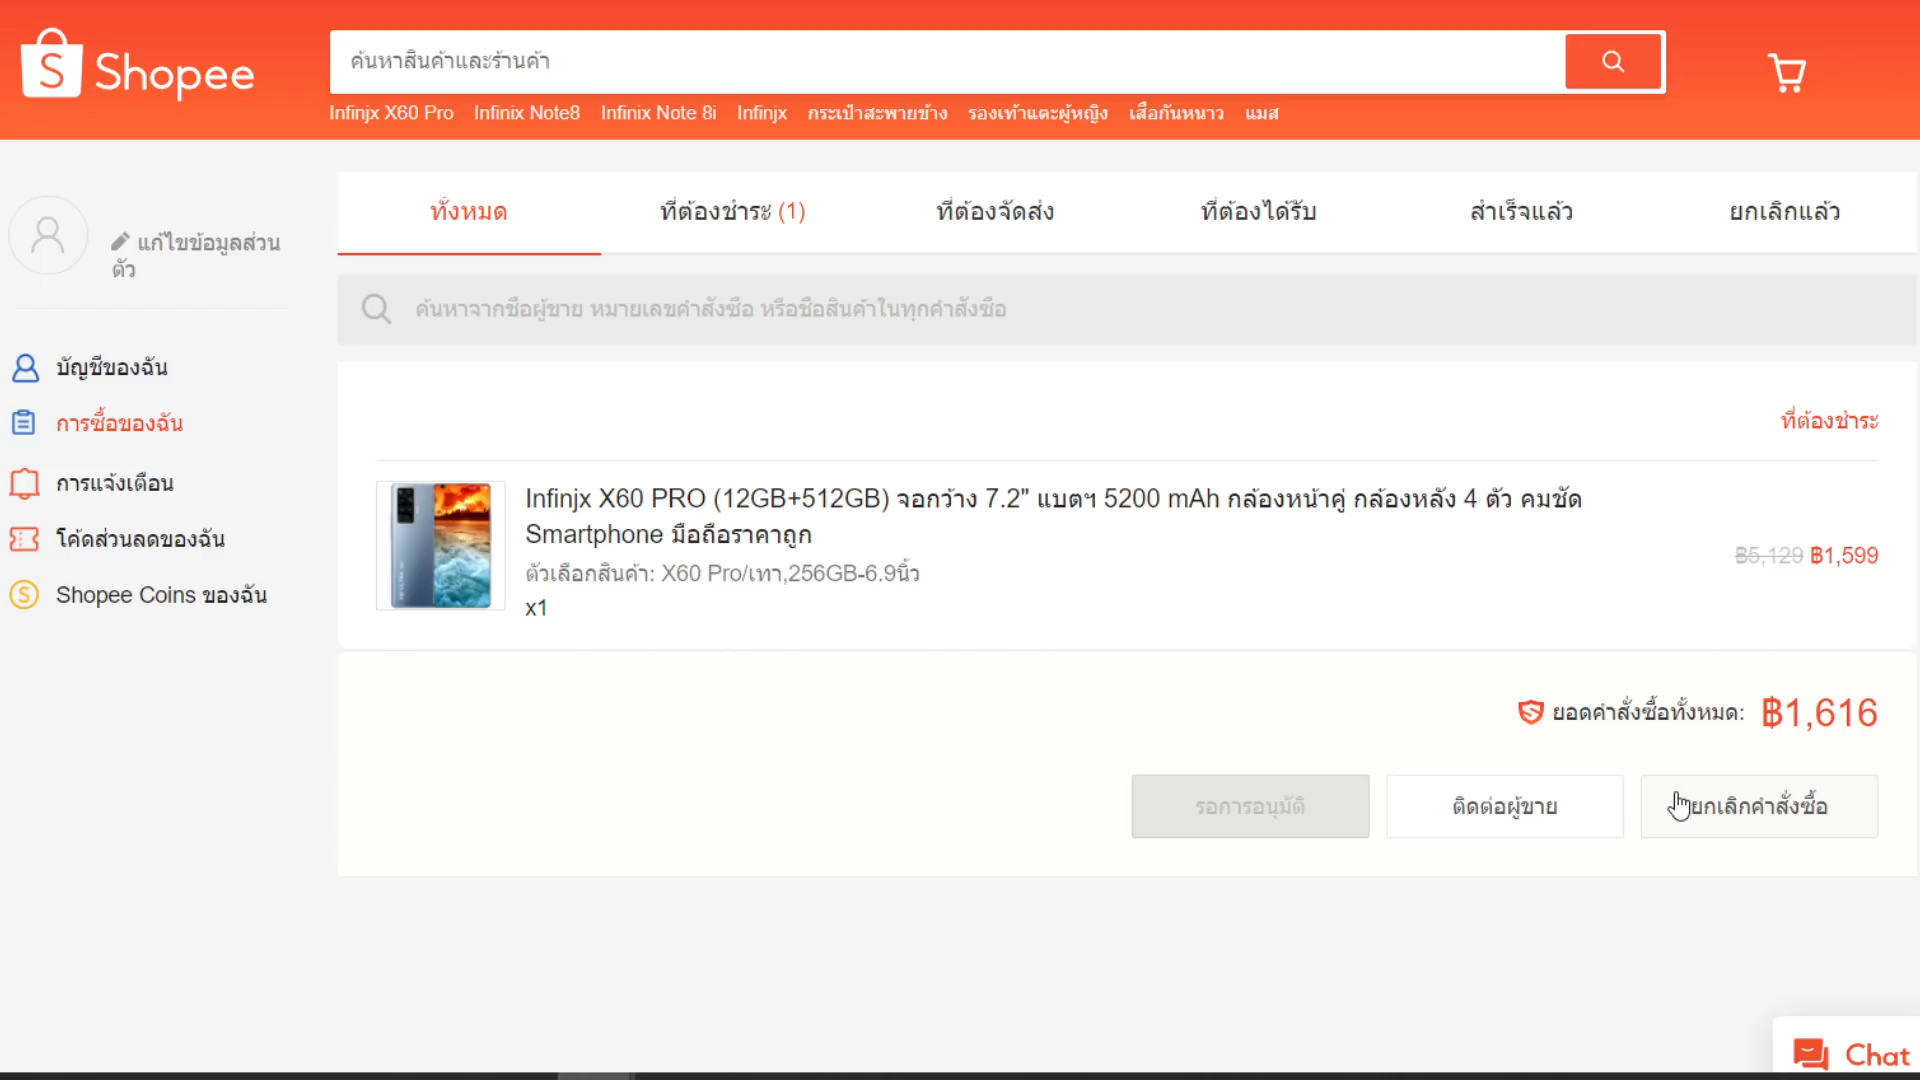 Shopee
ค้นหาสินค้าและร้านค้า
Infinjx X60 Pro Infinix Note8 Infinix Note 8i Infinjx กระเป๋าสะพายข้าง รองเท้าแตะผู้หญิง เสื้อกันหนาว แมส
แก้ไขข้อมูลส่วน
ตัว
บัญชีของฉัน
การซื้อของฉัน
การแจ้งเตือน
โค้ดส่วนลดของฉัน
Shopee Coins ของฉัน
ทั้งหมด ที่ต้องชำระ (1) ที่ต้องจัดส่ง ที่ต้องได้รับ สำเร็จแล้ว ยกเลิกแล้ว
ค้นหาจากชื่อผู้ขาย หมายเลขคำสั่งซื้อ หรือชื่อสินค้าในทุกคำสั่งซื้อ
ที่ต้องชำระ
Infinjx X60 PRO (12GB+512GB) จอกว้าง 7.2" แบตฯ 5200 mAh กล้องหน้าคู่ กล้องหลัง 4 ตัว คมชัด
Smartphone มือถือราคาถูก
ตัวเลือกสินค้า: X60 Pro/เทา,256GB-6.9นิ้ว
x1
฿5,129 ฿1,599
ยอดคำสั่งซื้อทั้งหมด: ฿1,616
รอการอนุมัติ ติดต่อผู้ขาย ยกเลิกคำสั่งซื้อ
Chat